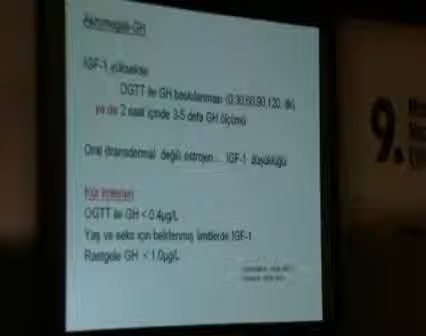 Akromegali-GH
IGF-1 yüksekse
OGTT ile GH baskılanması (0,30,60,90,120. dk)
ya da 2 saat içinde 3-5 defa GH ölçümü
Oral (transdermal değil) östrojen... IGF-1 düşüklüğü
Kür kriterleri
OGTT ile GH < 0.4µg/L
Yaş ve seks için belirlenmiş limitlerde IGF-1
Rastgele GH < 1.0µg/L
9.